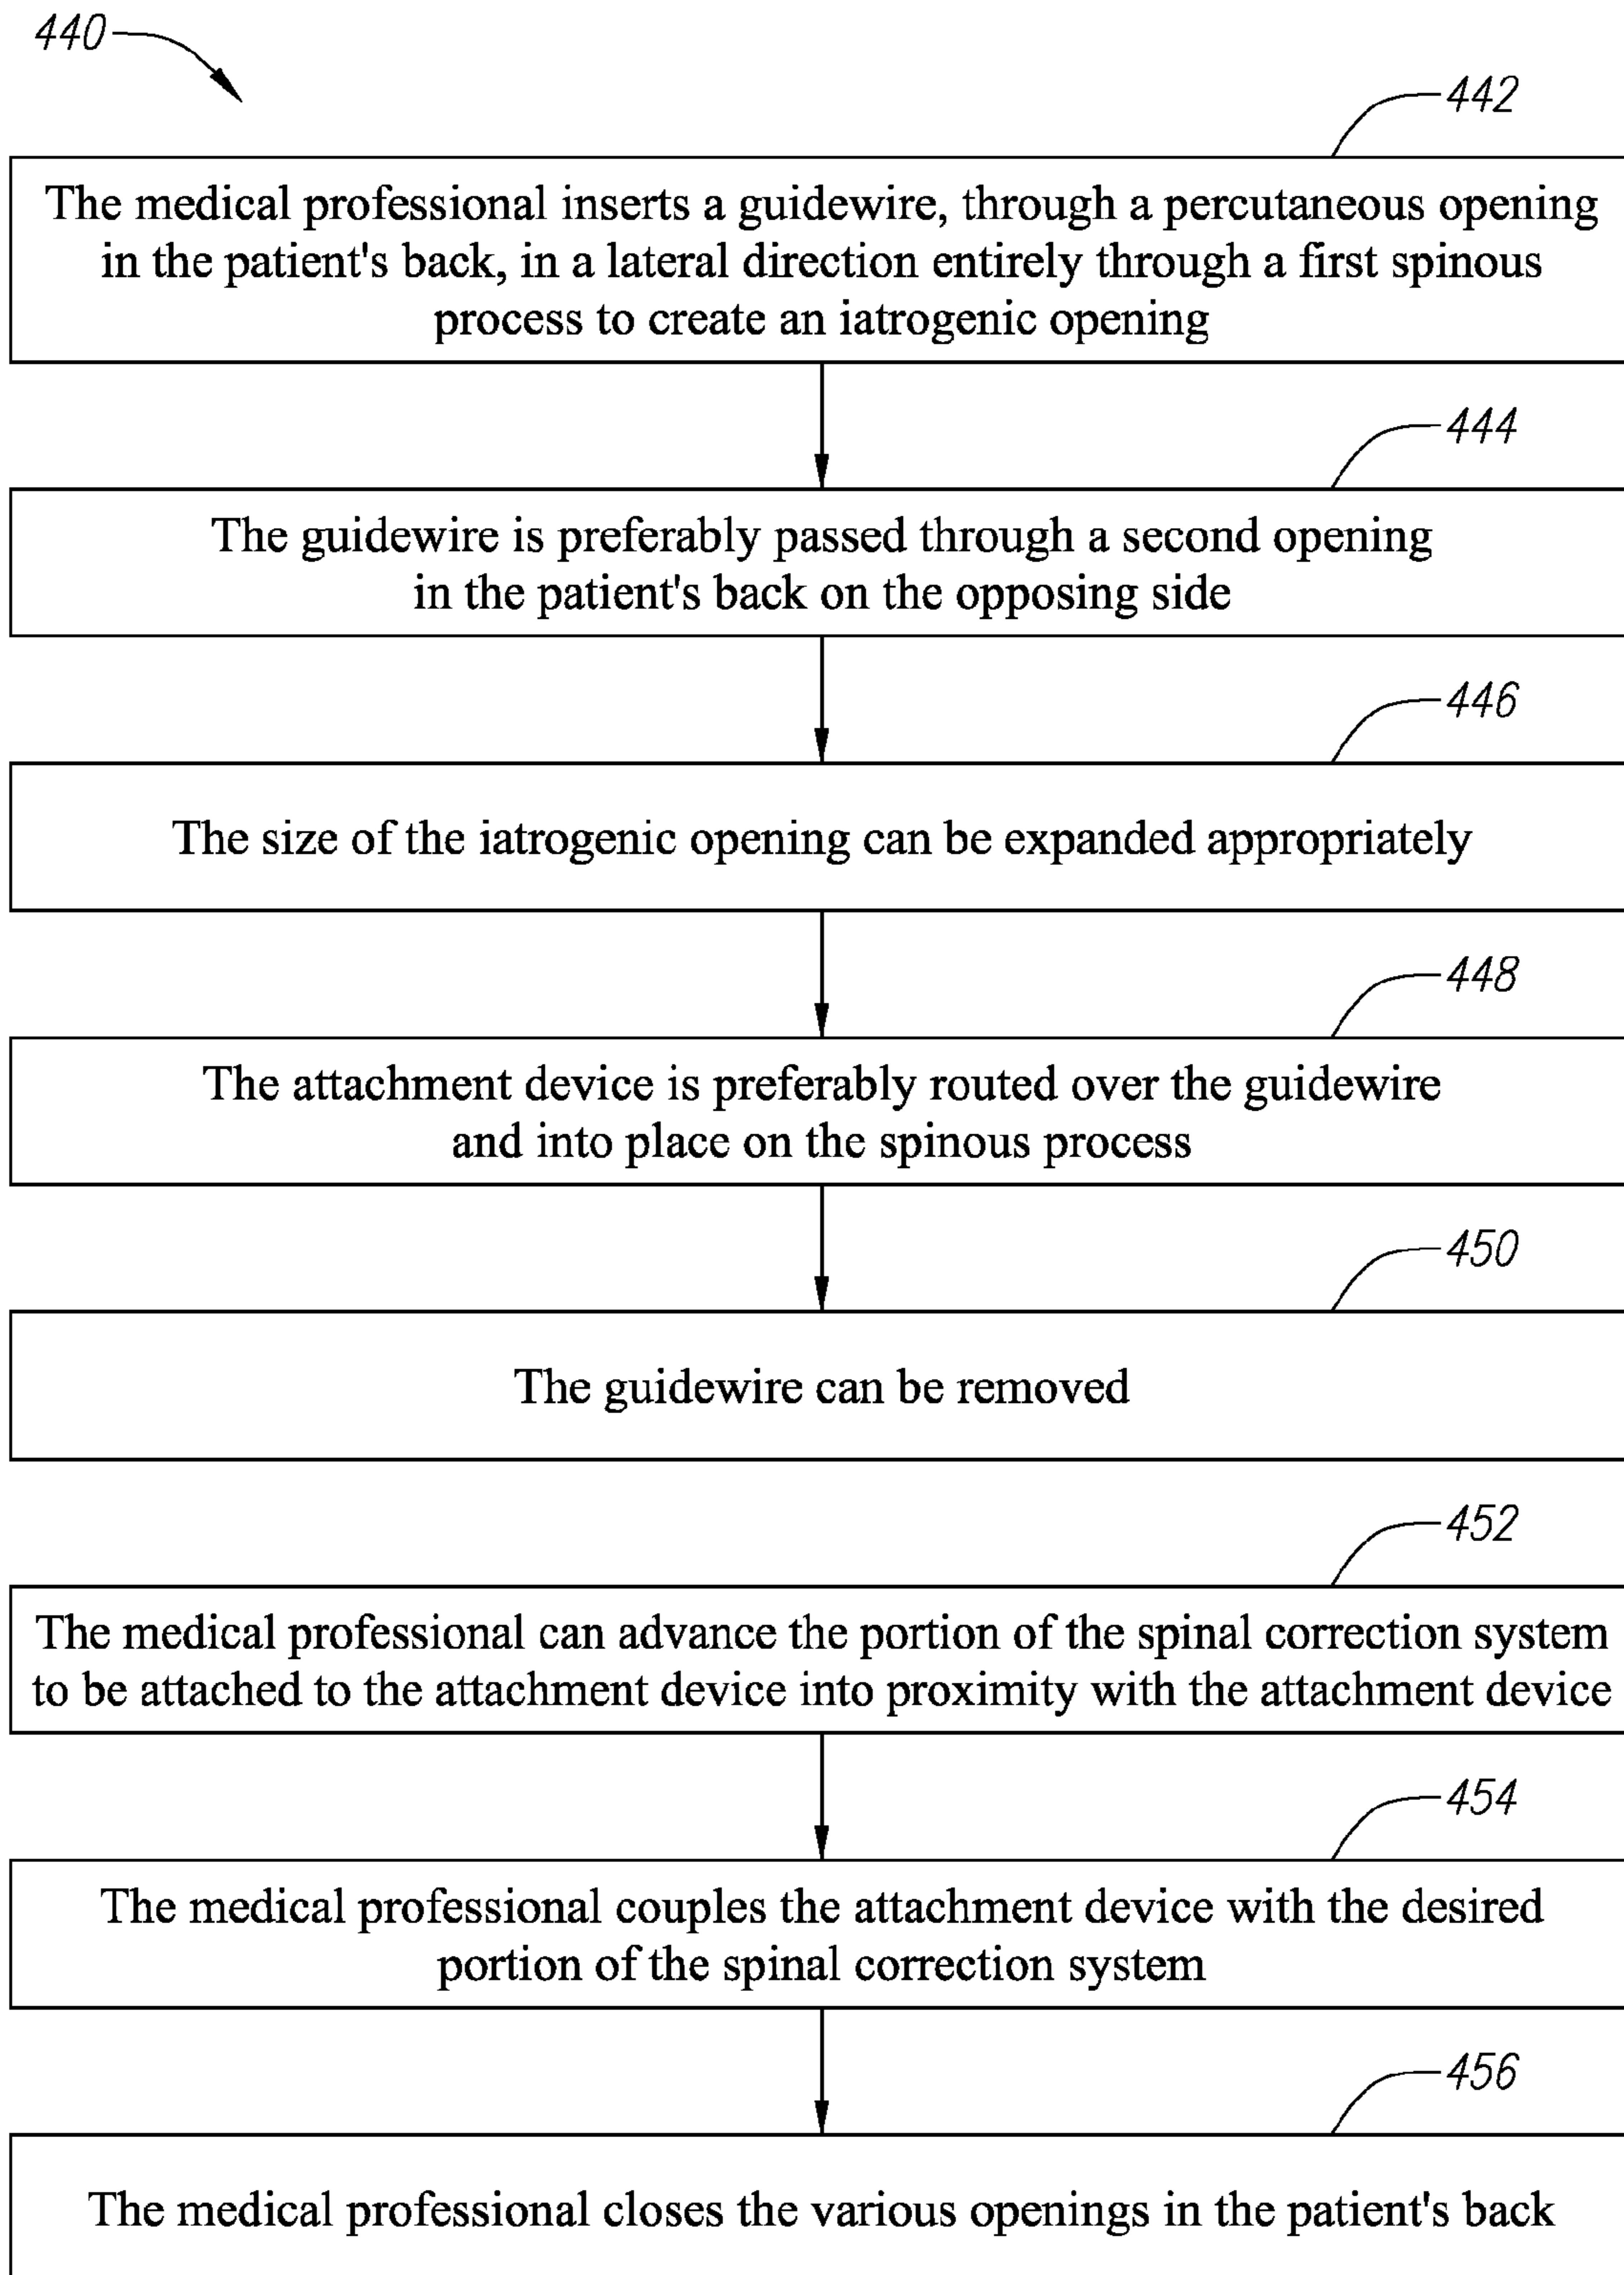 440
442
The medical professional inserts a guidewire, through a percutaneous opening
in the patient's back, in a lateral direction entirely through a first spinous
process to create an iatrogenic opening
444
The guidewire is preferably passed through a second opening
in the patient's back on the opposing side
446
The size of the iatrogenic opening can be expanded appropriately
448
The attachment device is preferably routed over the guidewire
and into place on the spinous process
450
The guidewire can be removed
452
The medical professional can advance the portion of the spinal correction system
to be attached to the attachment device into proximity with the attachment device
454
The medical professional couples the attachment device with the desired
portion of the spinal correction system
456
The medical professional closes the various openings in the patient's back